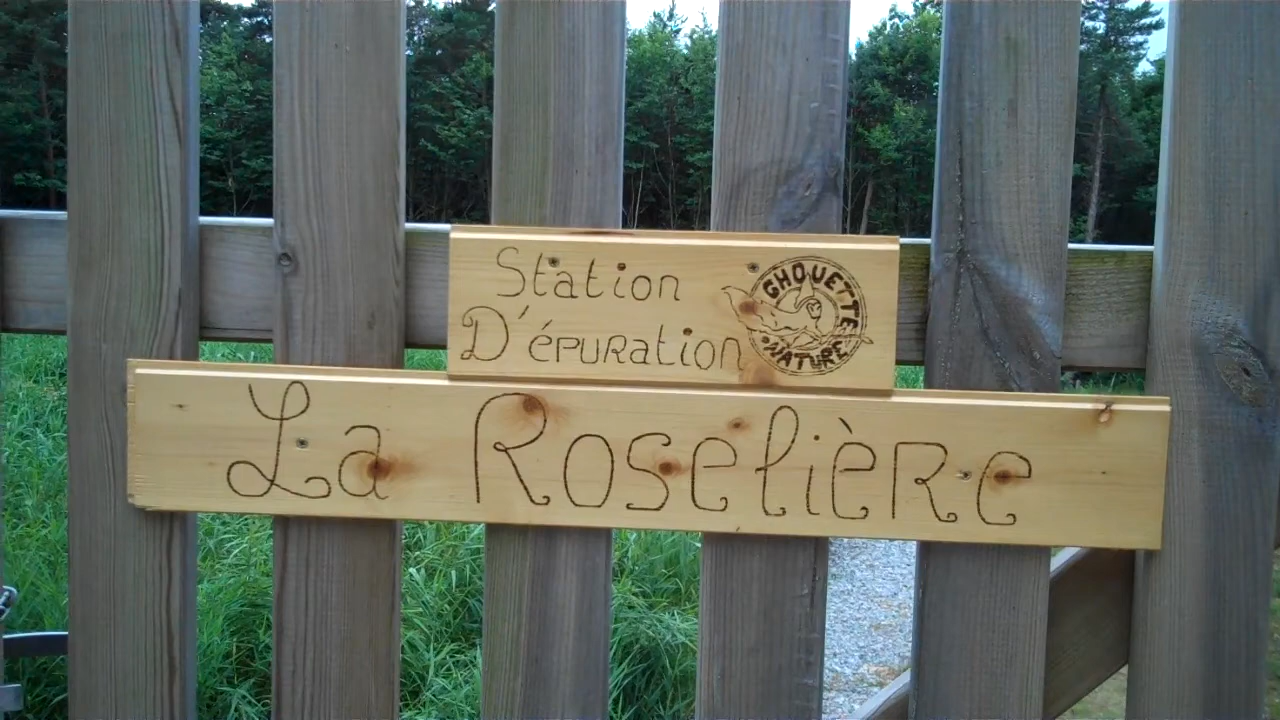 Station
D'épuration
GHOUETTE
NATURE
La Roselière